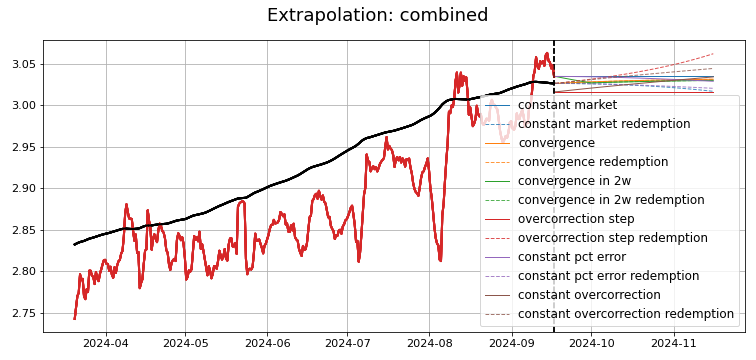 Extrapolation: combined
3.05
3.00
2.95
2.90
2.85
2.80
2.75
constant market
constant market redemption
convergence
convergence redemption
convergence in 2w
convergence in 2w redemption
overcorrection step
overcorrection step redemption
constant pct error
constant pct error redemption
constant overcorrection
constant overcorrection redemption
2024-04 2024-05 2024-06 2024-07 2024-08 2024-09 2024-10 2024-11